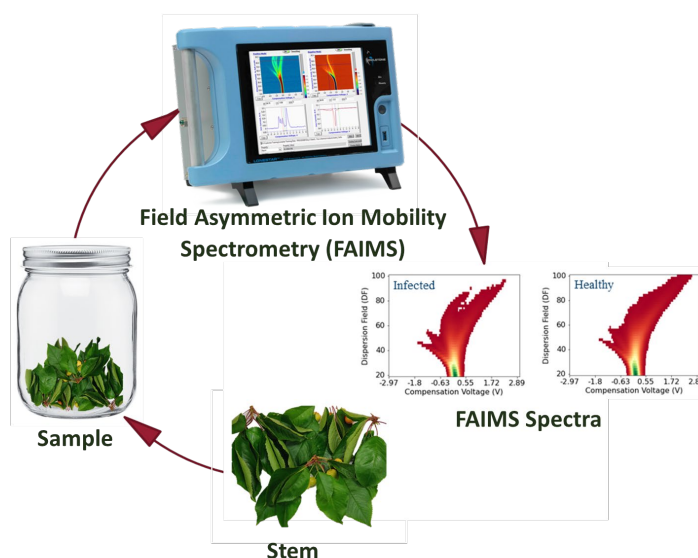 Field Asymmetric Ion Mobility
Spectrometry (FAIMS)
Sample
Stem
Infected
Dispersion Field (DF)
100
80
60
40
20
-2.97 -1.8 -0.63 0.55 1.72 2.89
Compensation Voltage (V)
Healthy
Dispersion Field (DF)
100
80
60
40
20
-2.97 -1.8 -0.63 0.55 1.72 2.8
Compensation Voltage (V)
FAIMS Spectra